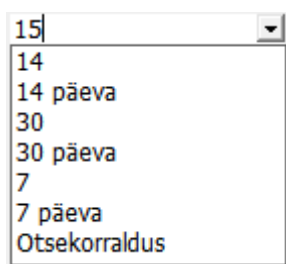 15
14
14 päeva
30
30 päeva
7
7 päeva
Otsekorraldus